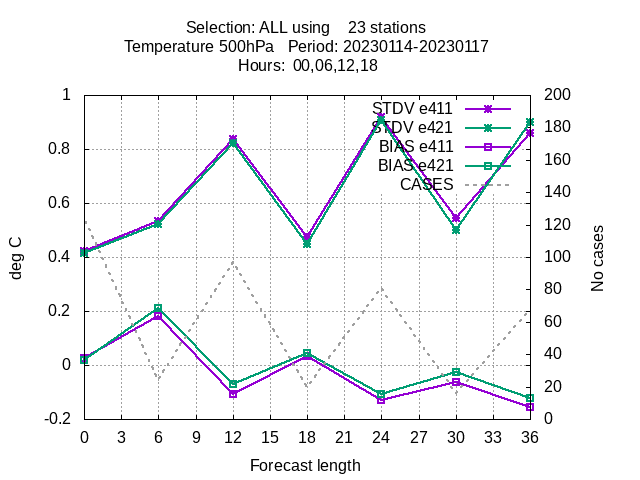 Selection: ALL using 23 stations
Temperature 500hPa Period: 20230114-20230117
Hours: 00,06,12,18
1 200
STDV e411
STDV e421 180
0.8 BIAS e411 160
BIAS e421
CASES 140
0.6 120
deg C
0.4 100
No cases
80
0.2 60
0 40
20
-0.2 0
0 3 6 9 12 15 18 21 24 27 30 33 36
Forecast length